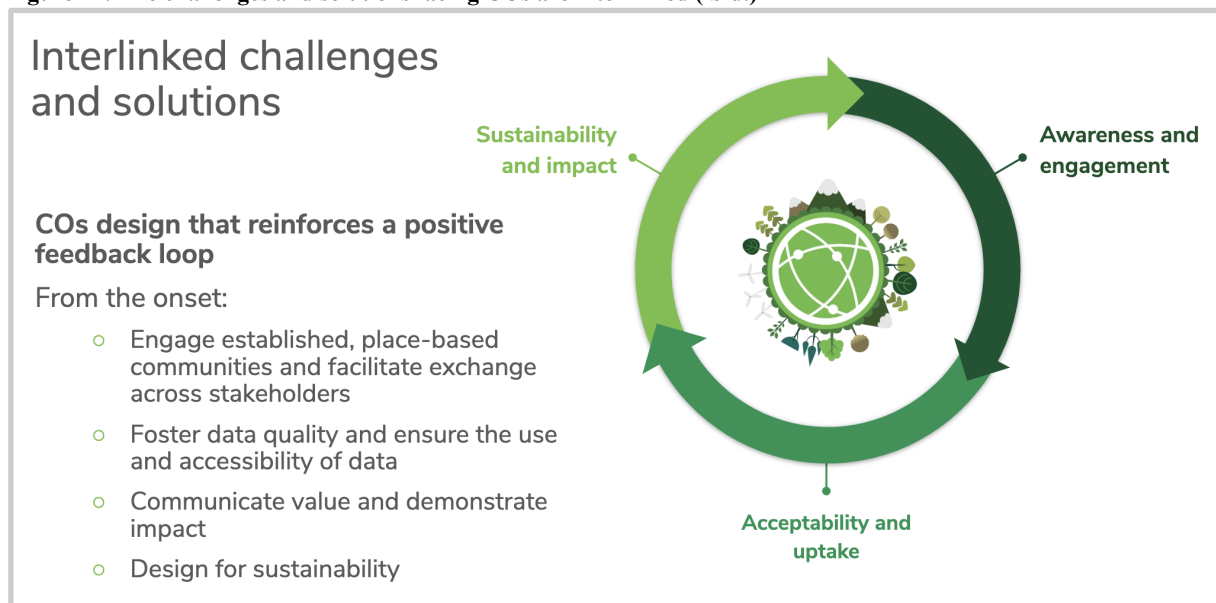 Interlinked challenges
and solutions
COs design that reinforces a positive
feedback loop
From the onset:
○ Engage established, place-based
communities and facilitate exchange
across stakeholders
○ Foster data quality and ensure the use
and accessibility of data
○ Communicate value and demonstrate
impact
○ Design for sustainability
Sustainability
and impact
Awareness and
engagement
Acceptability and
uptake